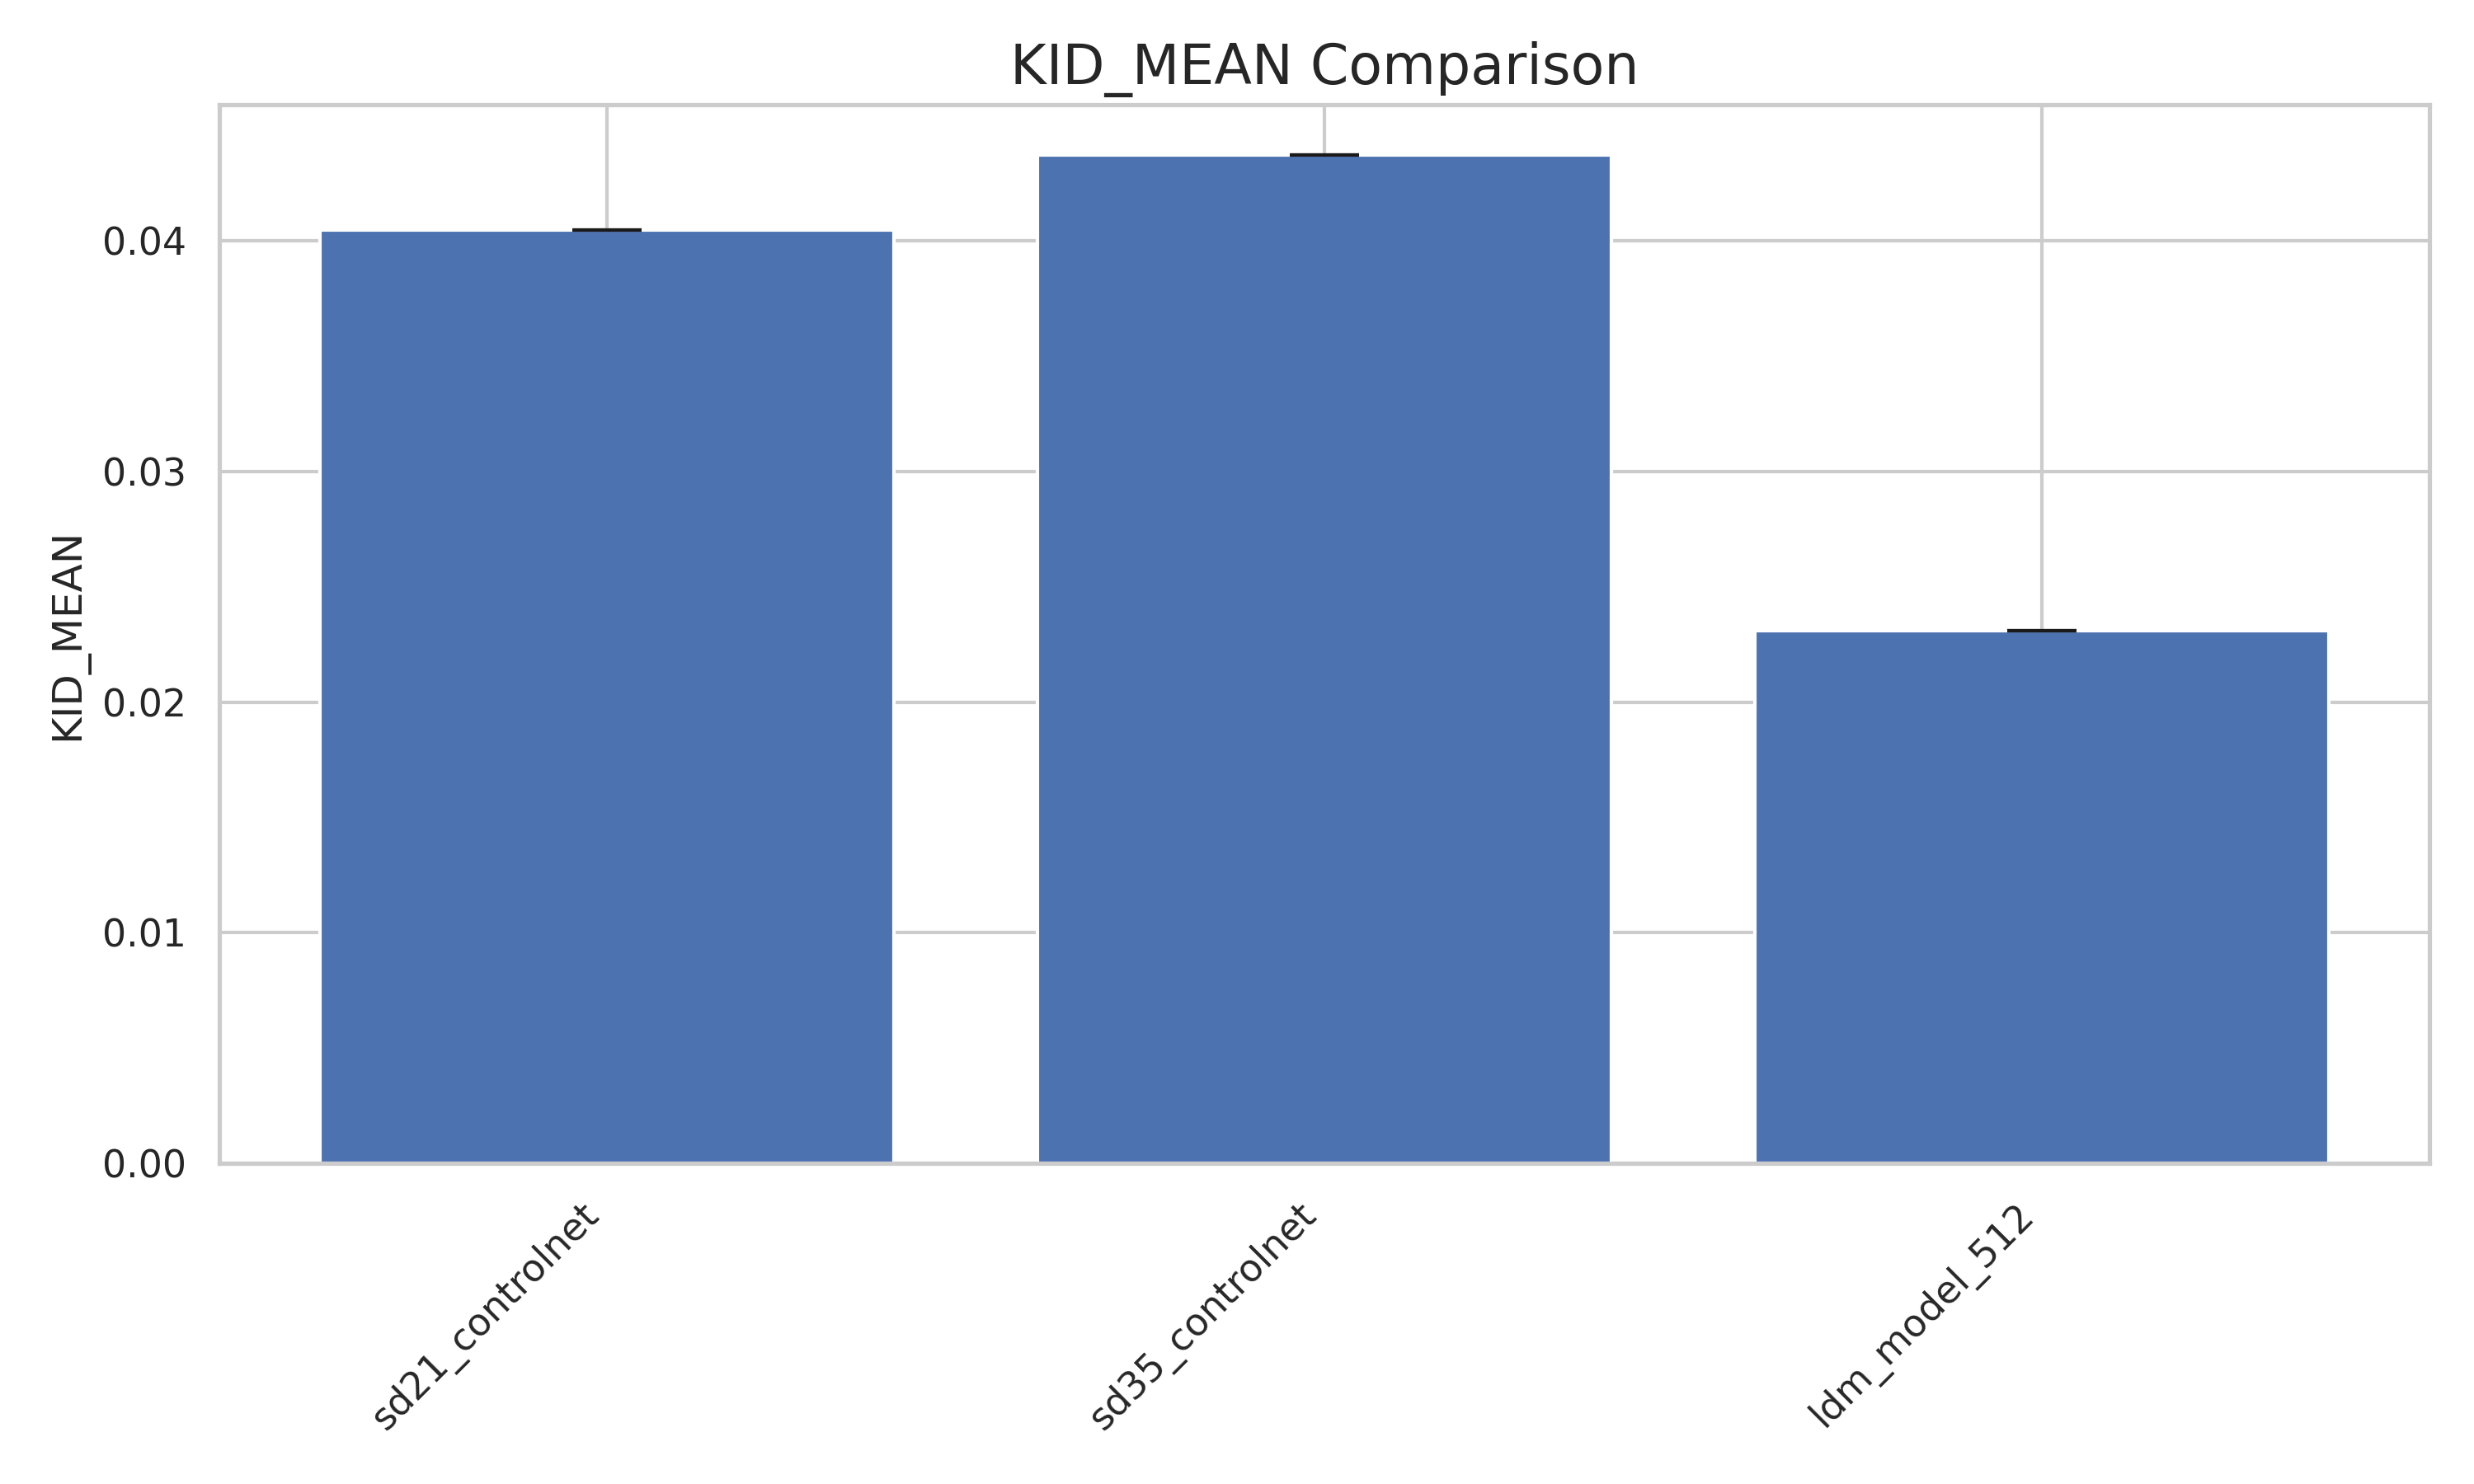 KID_MEAN Comparison
KID_MEAN
0.04
0.03
0.02
0.01
0.00
sd21_controlnet
sd35_controlnet
ldm_model_512